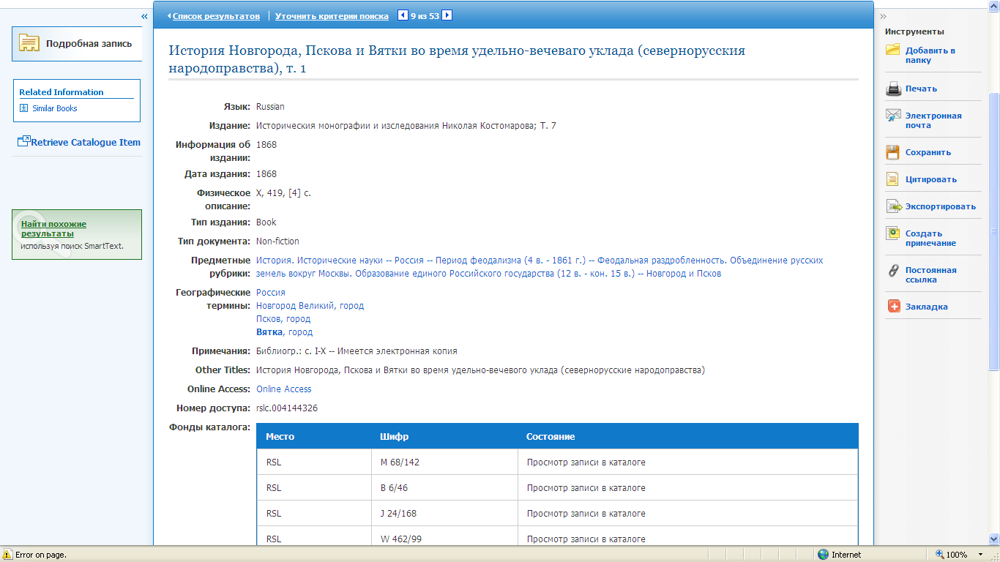 Список результатов | Уточнить критерии поиска 9 из 53
«
Подробная запись
Related Information
Similar Books
Retrieve Catalogue Item
Найти похожие
результаты
используя поиск SmartText.
История Новгорода, Пскова и Вятки во время удельно-вечеваго уклада (севернорусския
народоправства), т. 1
Язык: Russian
Издание: Историческия монографии и изследования Николая Костомарова; Т. 7
Информация об 1868
издании:
Дата издания: 1868
Физическое X, 419, [4] с.
описание:
Тип издания: Book
Тип документа: Non-fiction
Предметные История. Исторические науки -- Россия -- Период феодализма (4 в. - 1861 г.) -- Феодальная раздробленность. Объединение русских
рубрики: земель вокруг Москвы. Образование единого Российского государства (12 в. - кон. 15 в.) -- Новгород и Псков
Географические Россия
термины: Новгород Великий, город
Псков, город
Вятка, город
Примечания: Библиогр.: с. I-X -- Имеется электронная копия
Other Titles: История Новгорода, Пскова и Вятки во время удельно-вечевого уклада (севернорусские народоправства)
Online Access: Online Access
Номер доступа: rslc.004144326
Фонды каталога:
Место Шифр Состояние
RSL M 68/142 Просмотр записи в каталоге
RSL B 6/46 Просмотр записи в каталоге
RSL J 24/168 Просмотр записи в каталоге
RSL W 462/99 Просмотр записи в каталоге
»
Инструменты
Добавить в
папку
Печать
Электронная
почта
Сохранить
Цитировать
Экспортировать
Создать
примечание
Постоянная
ссылка
Закладка
Error on page. Internet 100%